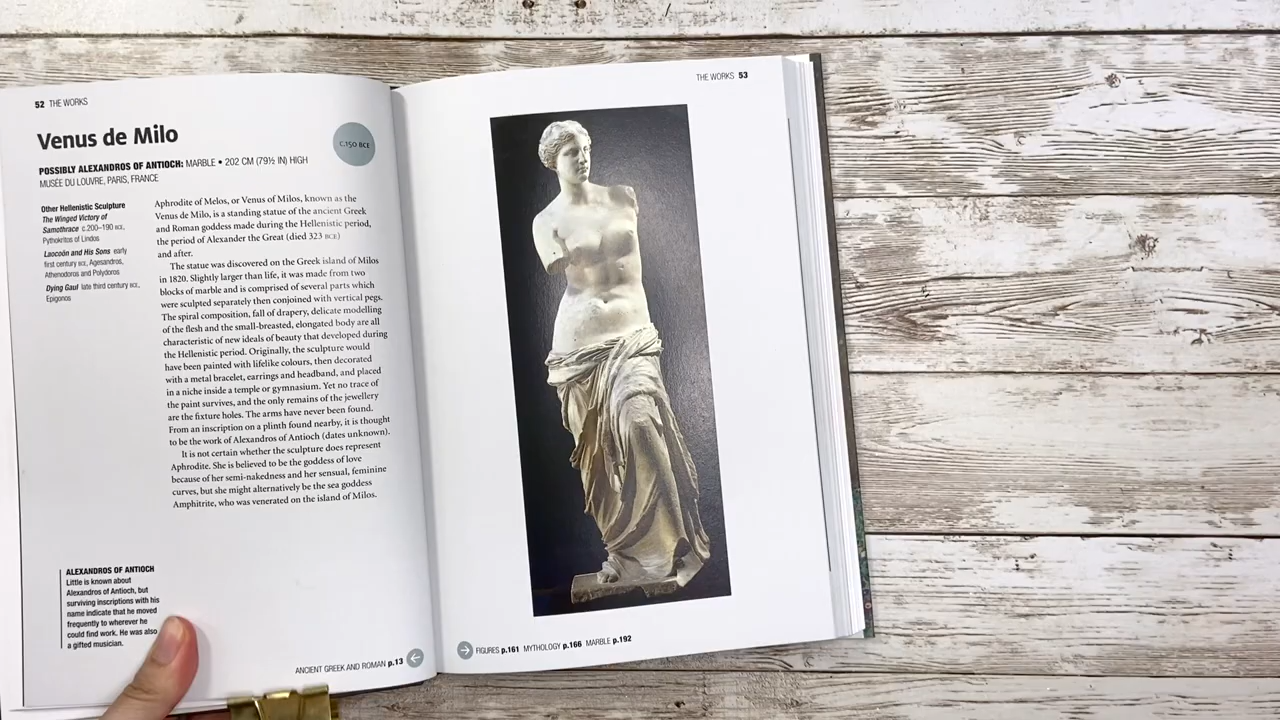 52 THE WORKS
Venus de Milo
c.150 BCE
POSSIBLY ALEXANDROS OF ANTIOCH: MARBLE • 202 CM (79½ IN) HIGH
MUSÉE DU LOUVRE, PARIS, FRANCE
Other Hellenistic Sculpture
The Winged Victory of
Samothrace c.200–190 BCE,
Pythokritos of Lindos
Laocoön and His Sons early
first century BCE, Agesandros,
Athenodoros and Polydoros
Dying Gaul late third century BCE,
Epigonos
Aphrodite of Melos, or Venus of Milos, known as the
Venus de Milo, is a standing statue of the ancient Greek
and Roman goddess made during the Hellenistic period,
the period of Alexander the Great (died 323 BCE)
and after.
The statue was discovered on the Greek island of Milos
in 1820. Slightly larger than life, it was made from two
blocks of marble and is comprised of several parts which
were sculpted separately then conjoined with vertical pegs.
The spiral composition, fall of drapery, delicate modelling
of the flesh and the small-breasted, elongated body are all
characteristic of new ideals of beauty that developed during
the Hellenistic period. Originally, the sculpture would
have been painted with lifelike colours, then decorated
with a metal bracelet, earrings and headband, and placed
in a niche inside a temple or gymnasium. Yet no trace of
the paint survives, and the only remains of the jewellery
are the fixture holes. The arms have never been found.
From an inscription on a plinth found nearby, it is thought
to be the work of Alexandros of Antioch (dates unknown).
It is not certain whether the sculpture does represent
Aphrodite. She is believed to be the goddess of love
because of her semi-nakedness and her sensual, feminine
curves, but she might alternatively be the sea goddess
Amphitrite, who was venerated on the island of Milos.
ALEXANDROS OF ANTIOCH
Little is known about
Alexandros of Antioch, but
surviving inscriptions with his
name indicate that he moved
frequently to wherever he
could find work. He was also
a gifted musician.
ANCIENT GREEK AND ROMAN p.13
THE WORKS 53
FIGURES p.161 MYTHOLOGY p.166 MARBLE p.192